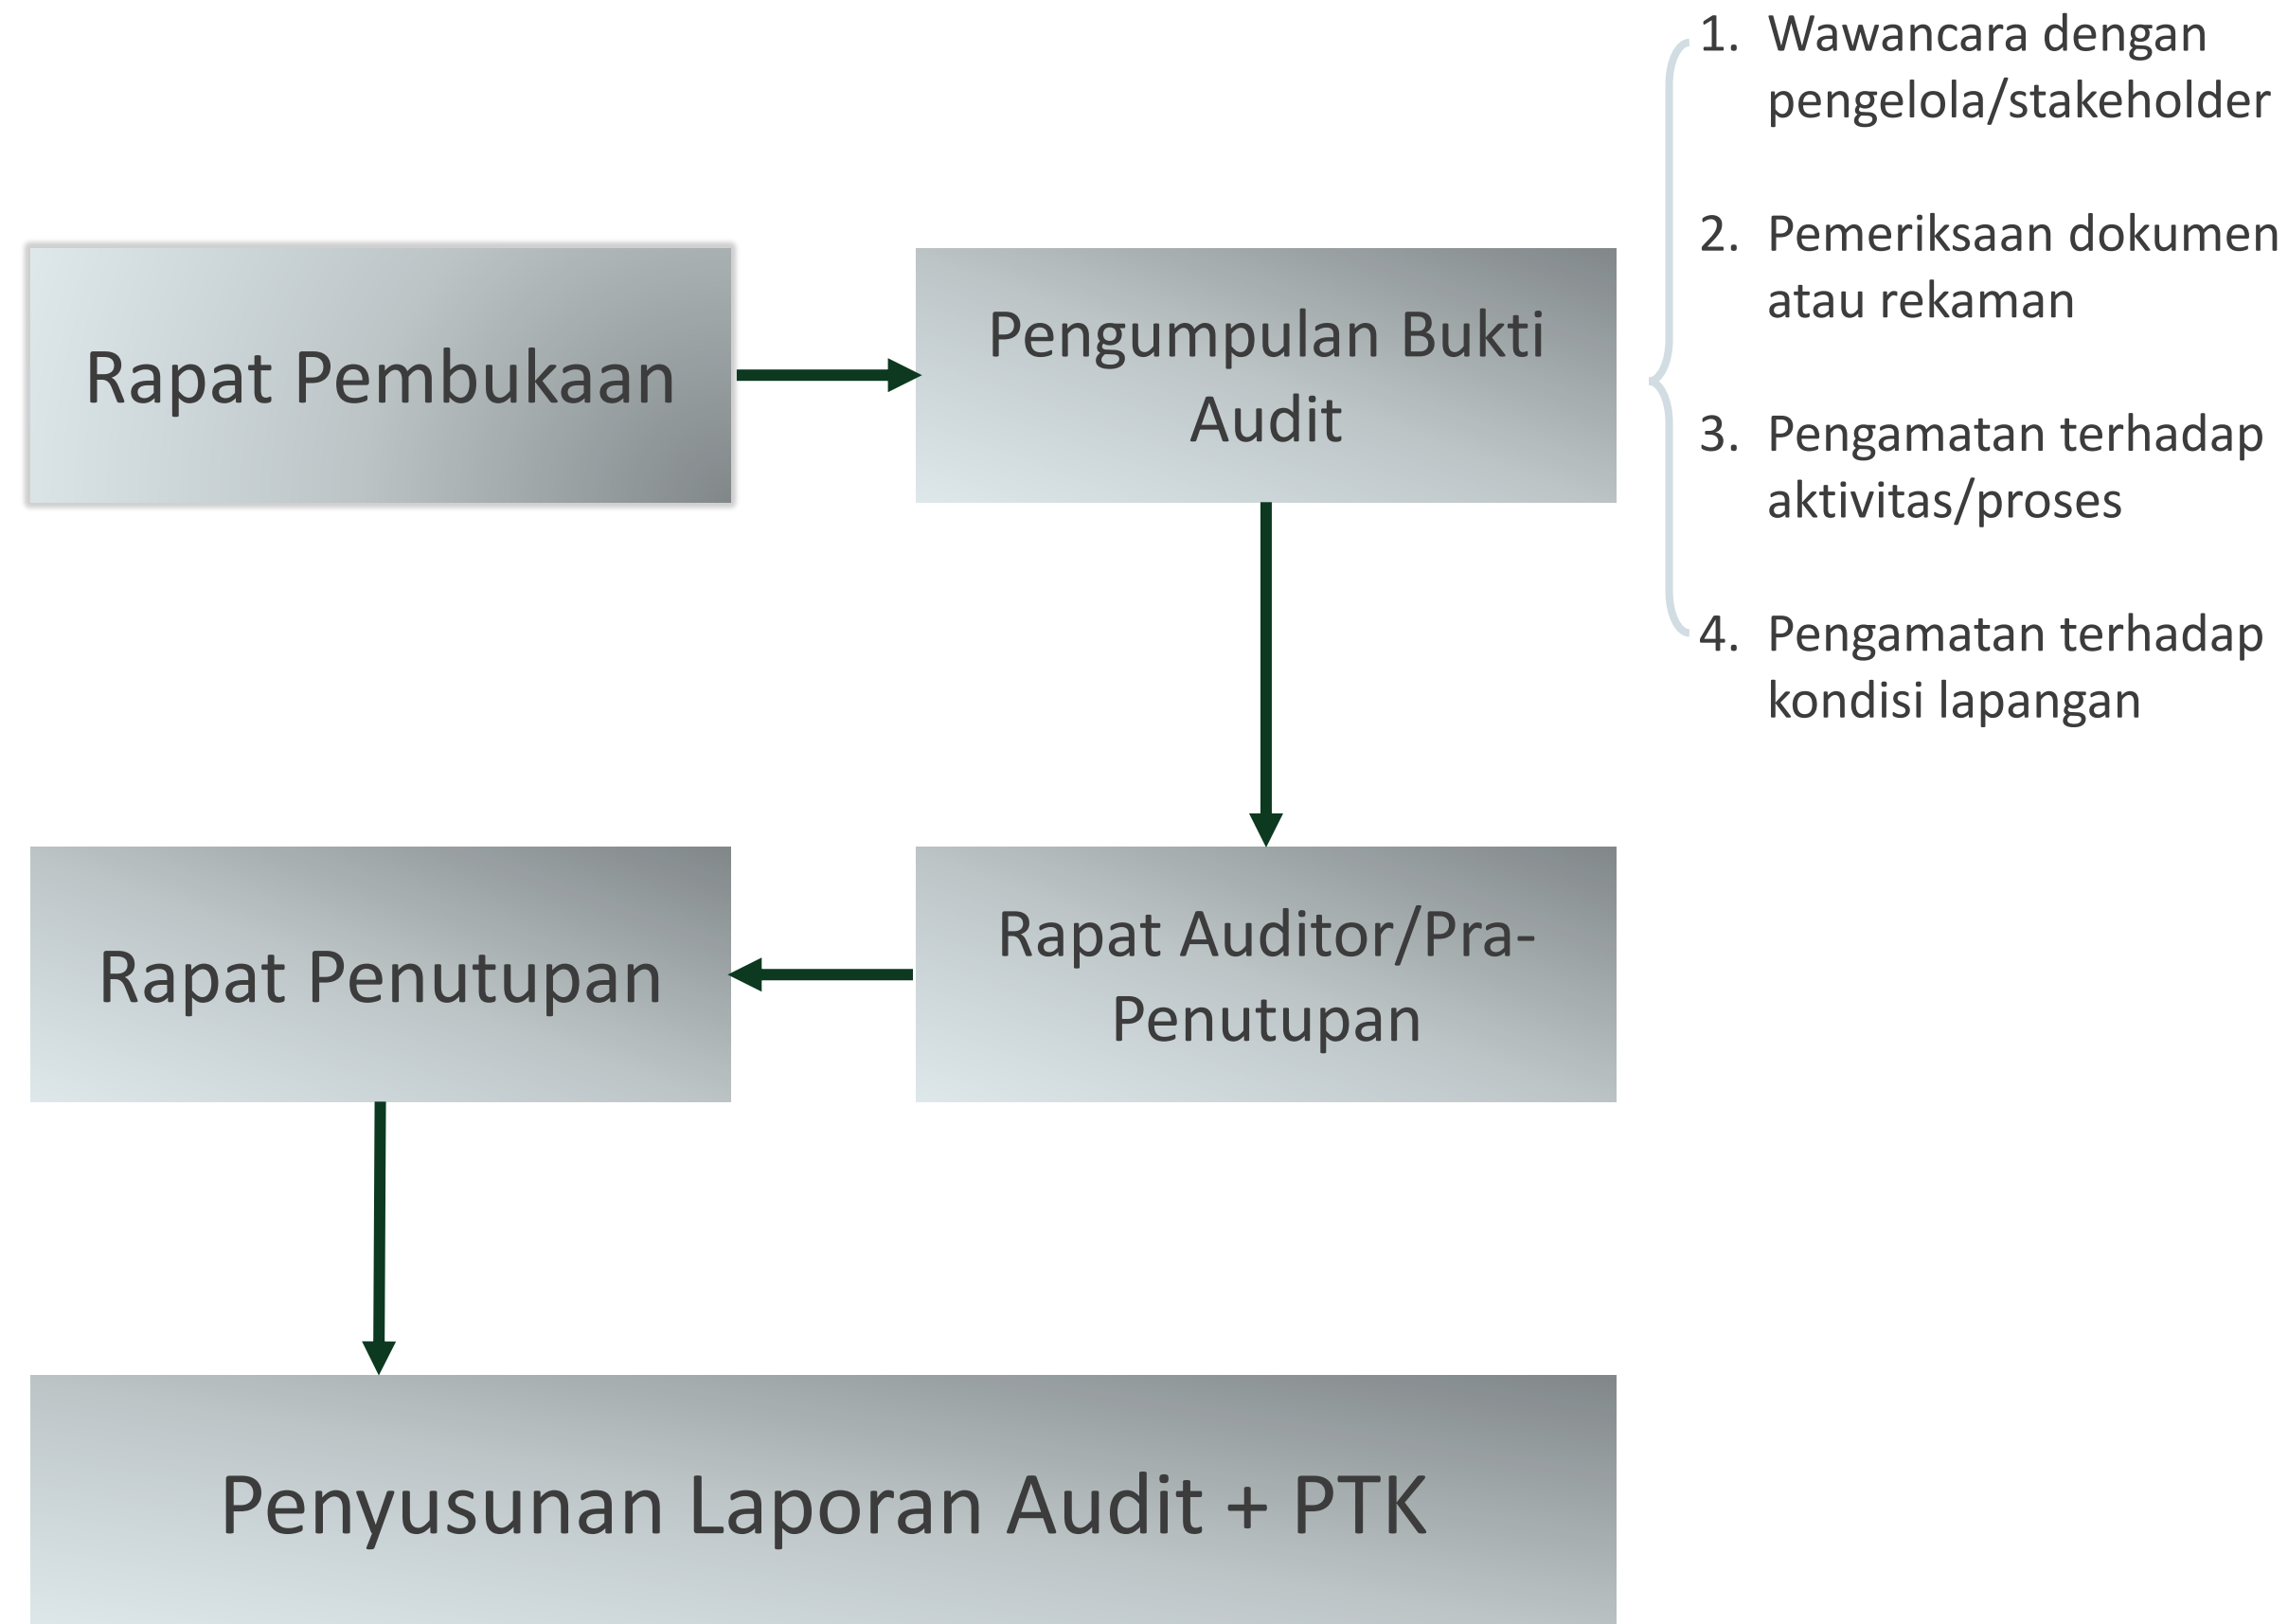 Rapat Pembukaan
Pengumpulan Bukti
Audit
1. Wawancara dengan
pengelola/stakeholder
2. Pemeriksaan dokumen
atau rekaman
3. Pengamatan terhadap
aktivitas/proses
4. Pengamatan terhadap
kondisi lapangan
Rapat Auditor/Pra-
Penutupan
Rapat Penutupan
Penyusunan Laporan Audit + PTK